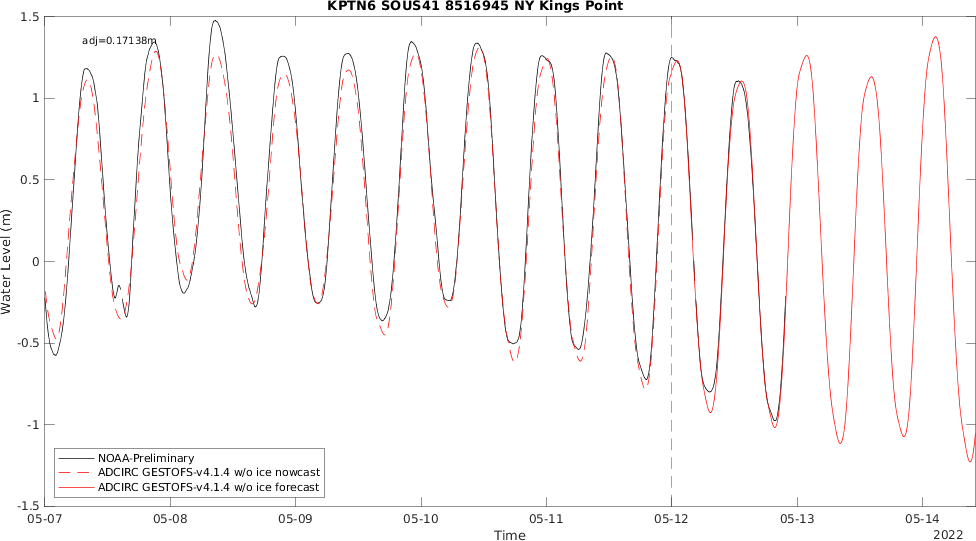 KPTN6 SOUS41 8516945 NY Kings Point
adj=0.17138m
1.5
1
0.5
0
-0.5
-1
-1.5
Water Level (m)
NOAA-Preliminary
ADCIRC GESTOFS-v4.1.4 w/o ice nowcast
ADCIRC GESTOFS-v4.1.4 w/o ice forecast
05-07 05-08 05-09 05-10 05-11 05-12 05-13 05-14
Time
2022